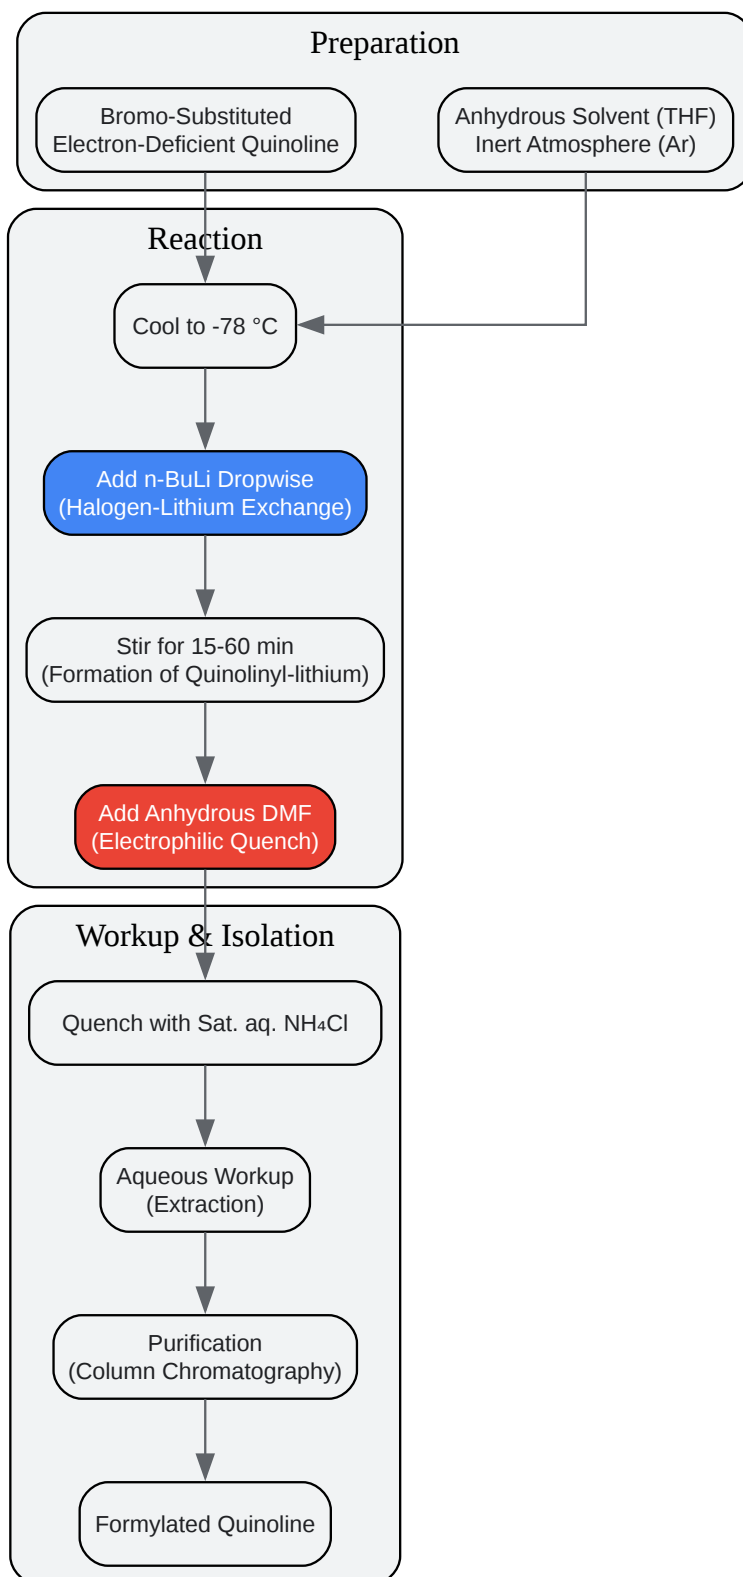 Preparation
Bromo-Substituted
Electron-Deficient Quinoline
Anhydrous Solvent (THF)
Inert Atmosphere (Ar)
Reaction
Cool to -78 °C
Add n-BuLi Dropwise
(Halogen-Lithium Exchange)
Stir for 15-60 min
(Formation of Quinolinyl-lithium)
Add Anhydrous DMF
(Electrophilic Quench)
Workup & Isolation
Quench with Sat. aq. NH₄Cl
Aqueous Workup
(Extraction)
Purification
(Column Chromatography)
Formylated Quinoline